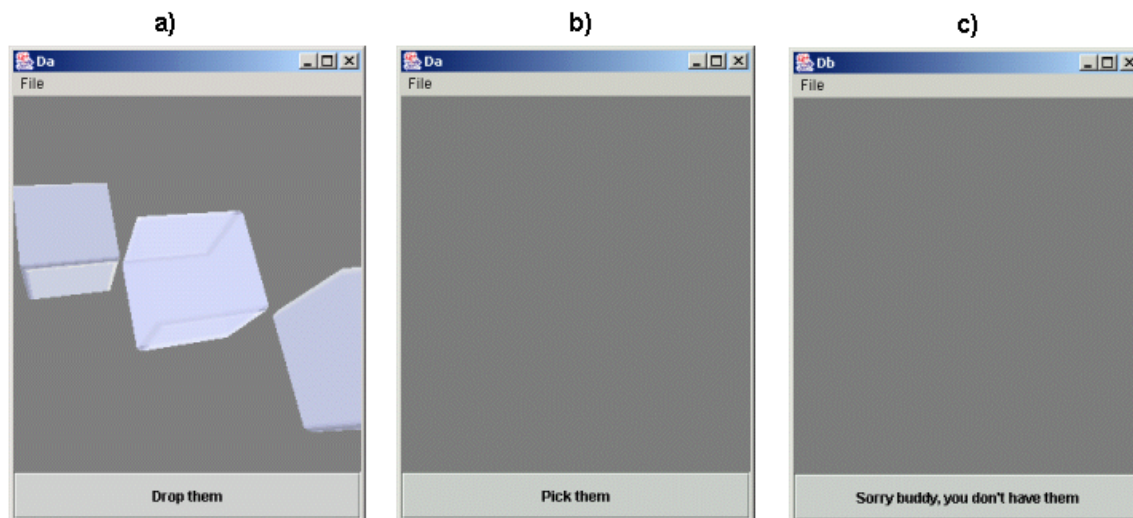 a)
b)
c)
Da
Da
Db
File
File
File
Drop them
Pick them
Sorry buddy, you don't have them